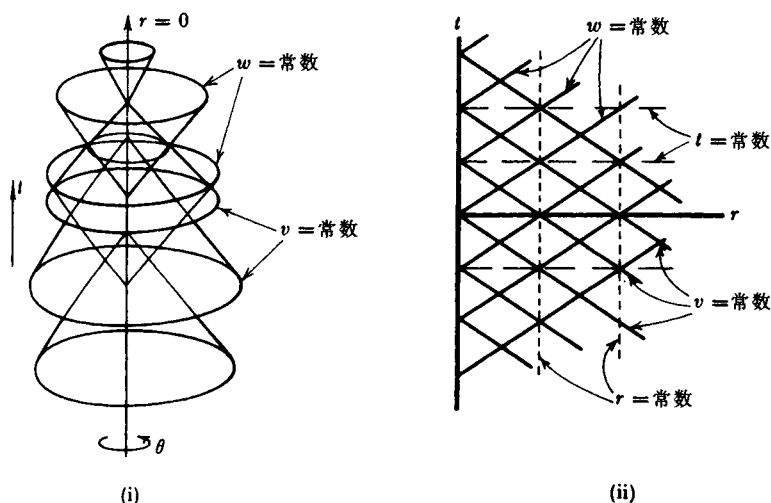 r = 0
w = 常数
t
v = 常数
θ
(i)
t
w = 常数
t = 常数
r
v = 常数
r = 常数
(ii)